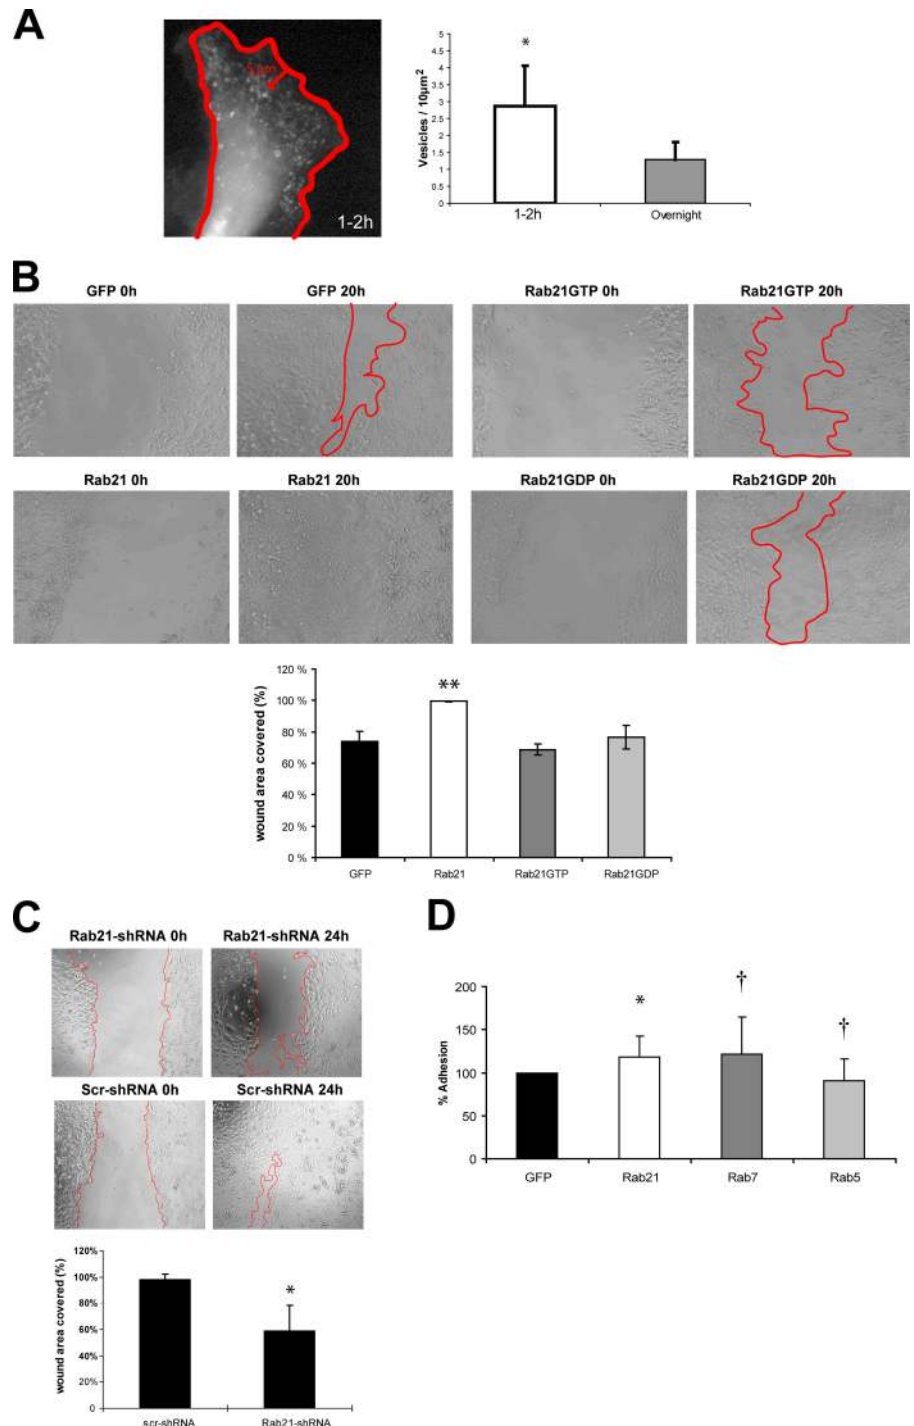 A
5μm
1-2h
Vesicles / 10μm²
5
4.5
4
3.5
3
2.5
2
1.5
1
0.5
0
*
1-2h
Overnight
B
GFP 0h
GFP 20h
Rab21GTP 0h
Rab21GTP 20h
Rab21 0h
Rab21 20h
Rab21GDP 0h
Rab21GDP 20h
wound area covered (%)
120 %
100 %
80 %
60 %
40 %
20 %
0 %
**
GFP
Rab21
Rab21GTP
Rab21GDP
C
Rab21-shRNA 0h
Rab21-shRNA 24h
Scr-shRNA 0h
Scr-shRNA 24h
wound area covered (%)
120%
100%
80%
60%
40%
20%
0
*
scr-shRNA
Rab21-shRNA
D
% Adhesion
200
150
100
50
0
*
†
†
GFP
Rab21
Rab7
Rab5